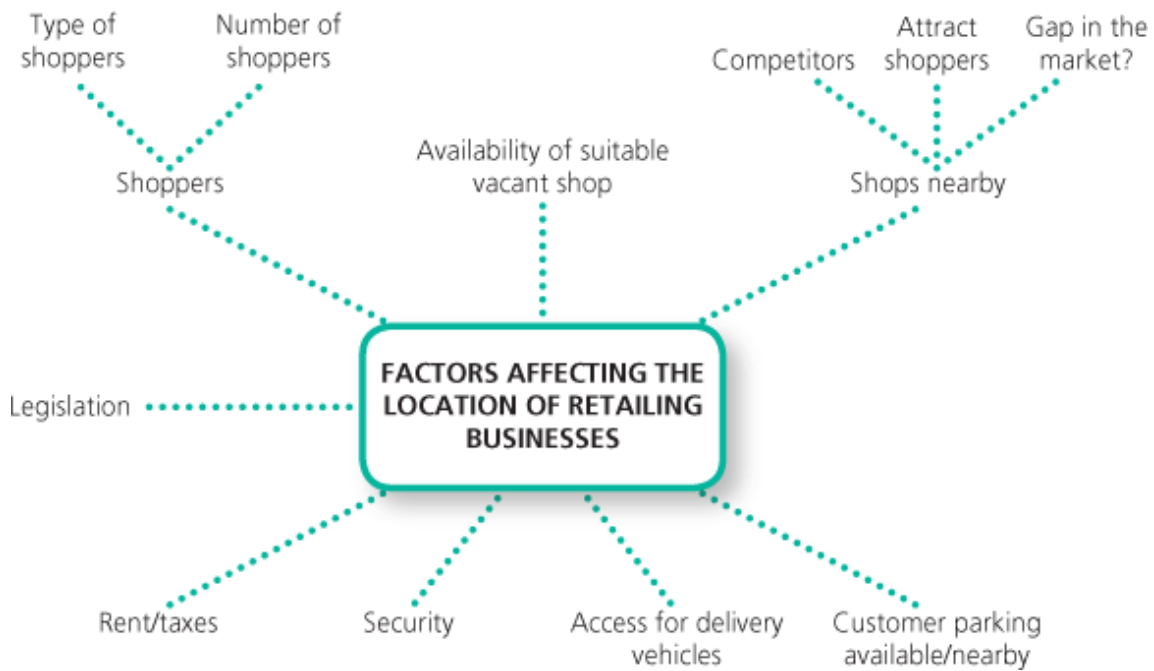 Type of
shoppers
Number of
shoppers
Competitors
Attract
shoppers
Gap in the
market?
Shoppers
Availability of suitable
vacant shop
Shops nearby
FACTORS AFFECTING THE
LOCATION OF RETAILING
BUSINESSES
Legislation
Rent/taxes
Security
Access for delivery
vehicles
Customer parking
available/nearby